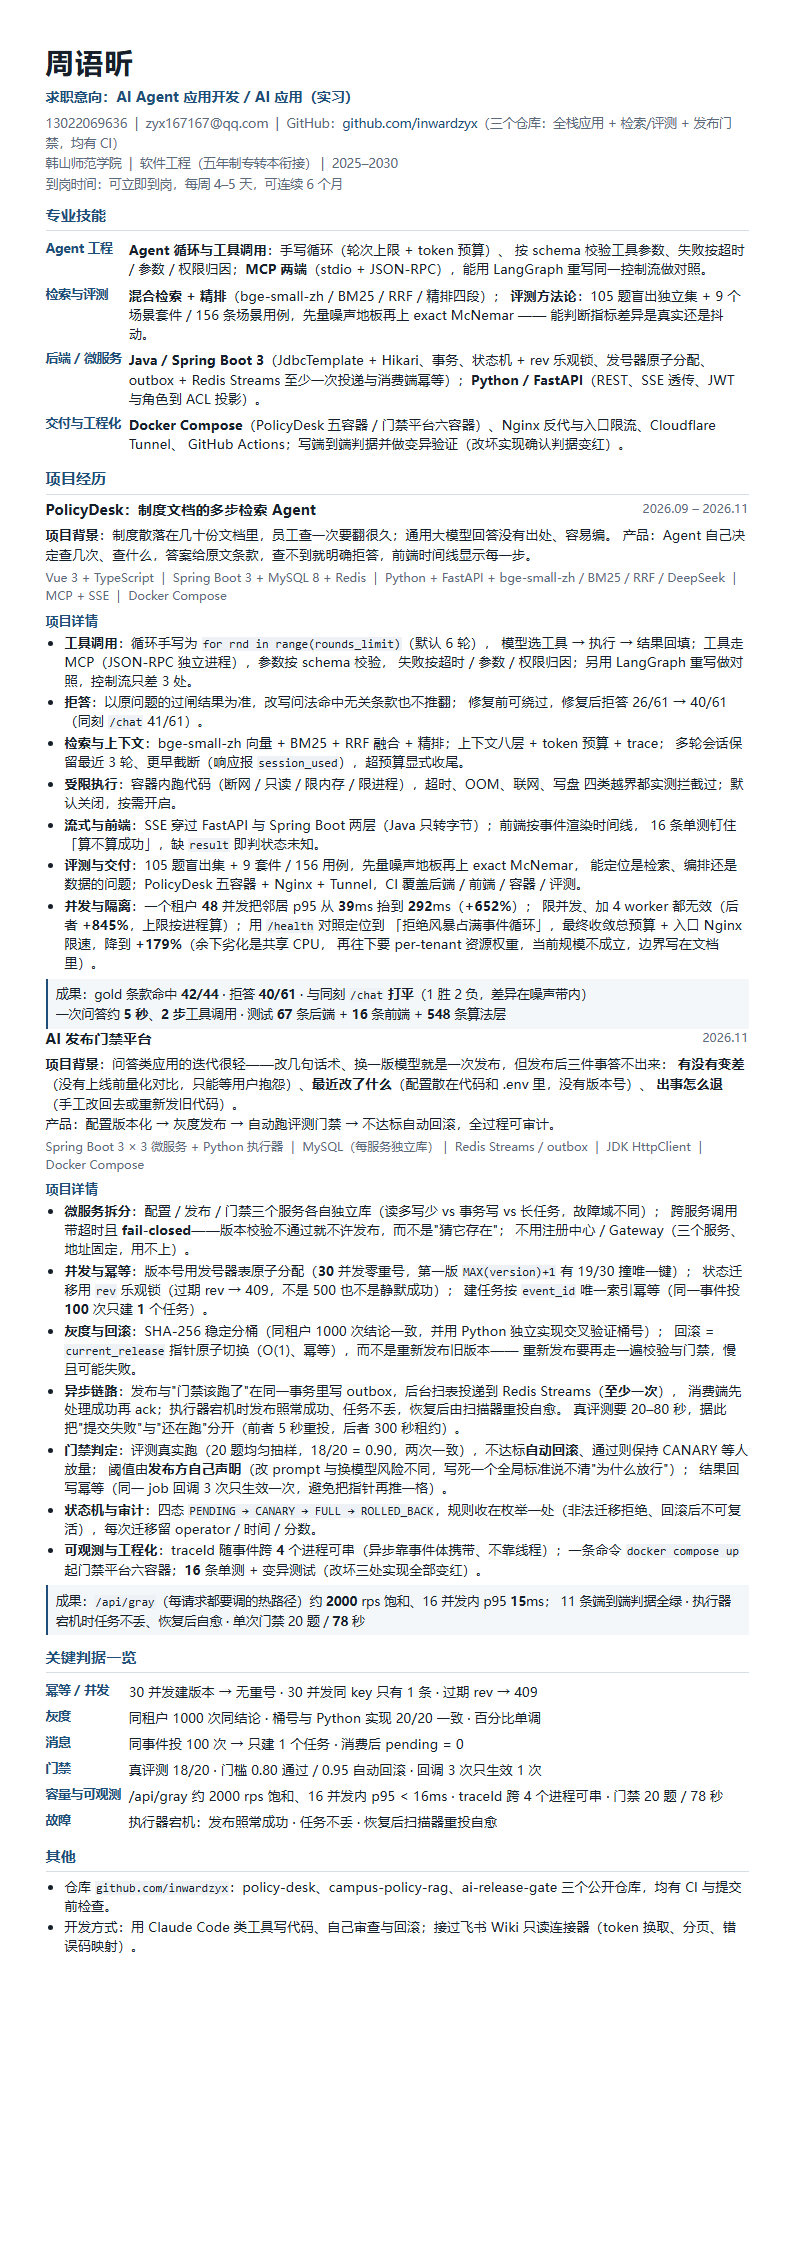 周语昕
求职意向：AI Agent 应用开发 / AI 应用（实习）
13022069636 | zyx167167@qq.com | GitHub：github.com/inwardzyx（三个仓库：全栈应用 + 检索/评测 + 发布门
禁，均有 CI）
韩山师范学院 | 软件工程（五年制专转本衔接） | 2025–2030
到岗时间：可立即到岗，每周 4–5 天，可连续 6 个月
专业技能
Agent 工程 Agent 循环与工具调用：手写循环（轮次上限 + token 预算）、 按 schema 校验工具参数、失败按超时
/ 参数 / 权限归因；MCP 两端（stdio + JSON-RPC），能用 LangGraph 重写同一控制流做对照。
检索与评测 混合检索 + 精排（bge-small-zh / BM25 / RRF / 精排四段）； 评测方法论：105 题盲出独立集 + 9 个
场景套件 / 156 条场景用例，先量噪声地板再上 exact McNemar —— 能判断指标差异是真实还是抖
动。
后端 / 微服务 Java / Spring Boot 3（JdbcTemplate + Hikari、事务、状态机 + rev 乐观锁、发号器原子分配、
outbox + Redis Streams 至少一次投递与消费端幂等）；Python / FastAPI（REST、SSE 透传、JWT
与角色到 ACL 投影）。
交付与工程化 Docker Compose（PolicyDesk 五容器 / 门禁平台六容器）、Nginx 反代与入口限流、Cloudflare
Tunnel、 GitHub Actions；写端到端判据并做变异验证（改坏实现确认判据变红）。
项目经历
PolicyDesk：制度文档的多步检索 Agent 2026.09 – 2026.11
项目背景：制度散落在几十份文档里，员工查一次要翻很久；通用大模型回答没有出处、容易编。 产品：Agent 自己决
定查几次、查什么，答案给原文条款，查不到就明确拒答，前端时间线显示每一步。
Vue 3 + TypeScript | Spring Boot 3 + MySQL 8 + Redis | Python + FastAPI + bge-small-zh / BM25 / RRF / DeepSeek |
MCP + SSE | Docker Compose
项目详情
• 工具调用：循环手写为 for rnd in range(rounds_limit)（默认 6 轮）， 模型选工具 → 执行 → 结果回填；工具走
MCP（JSON-RPC 独立进程），参数按 schema 校验， 失败按超时 / 参数 / 权限归因；另用 LangGraph 重写做对
照，控制流只差 3 处。
• 拒答：以原问题的过闸结果为准，改写问法命中无关条款也不推翻； 修复前可绕过，修复后拒答 26/61 → 40/61
（同刻 /chat 41/61）。
• 检索与上下文：bge-small-zh 向量 + BM25 + RRF 融合 + 精排；上下文八层 + token 预算 + trace； 多轮会话保
留最近 3 轮、更早截断（响应报 session_used），超预算显式收尾。
• 受限执行：容器内跑代码（断网 / 只读 / 限内存 / 限进程），超时、OOM、联网、写盘 四类越界都实测拦截过；默
认关闭，按需开启。
• 流式与前端：SSE 穿过 FastAPI 与 Spring Boot 两层（Java 只转字节）；前端按事件渲染时间线， 16 条单测钉住
「算不算成功」，缺 result 即判状态未知。
• 评测与交付：105 题盲出集 + 9 套件 / 156 用例，先量噪声地板再上 exact McNemar， 能定位是检索、编排还是
数据的问题；PolicyDesk 五容器 + Nginx + Tunnel，CI 覆盖后端 / 前端 / 容器 / 评测。
• 并发与隔离：一个租户 48 并发把邻居 p95 从 39ms 抬到 292ms（+652%）； 限并发、加 4 worker 都无效（后
者 +845%，上限按进程算）；用 /health 对照定位到 「拒绝风暴占满事件循环」，最终收敛总预算 + 入口 Nginx
限速，降到 +179%（余下劣化是共享 CPU， 再往下要 per-tenant 资源权重，当前规模不成立，边界写在文档
里）。
成果：gold 条款命中 42/44 · 拒答 40/61 · 与同刻 /chat 打平（1 胜 2 负，差异在噪声带内）
一次问答约 5 秒、2 步工具调用 · 测试 67 条后端 + 16 条前端 + 548 条算法层
AI 发布门禁平台 2026.11
项目背景：问答类应用的迭代很轻——改几句话术、换一版模型就是一次发布，但发布后三件事答不出来： 有没有变差
（没有上线前量化对比，只能等用户抱怨）、最近改了什么（配置散在代码和 .env 里，没有版本号）、 出事怎么退
（手工改回去或重新发旧代码）。
产品：配置版本化 → 灰度发布 → 自动跑评测门禁 → 不达标自动回滚，全过程可审计。
Spring Boot 3 × 3 微服务 + Python 执行器 | MySQL（每服务独立库） | Redis Streams / outbox | JDK HttpClient |
Docker Compose
项目详情
• 微服务拆分：配置 / 发布 / 门禁三个服务各自独立库（读多写少 vs 事务写 vs 长任务，故障域不同）； 跨服务调用
带超时且 fail-closed——版本校验不通过就不许发布，而不是"猜它存在"； 不用注册中心 / Gateway（三个服务、
地址固定，用不上）。
• 并发与幂等：版本号用发号器表原子分配（30 并发零重号，第一版 MAX(version)+1 有 19/30 撞唯一键）； 状态迁
移用 rev 乐观锁（过期 rev → 409，不是 500 也不是静默成功）； 建任务按 event_id 唯一索引幂等（同一事件投
100 次只建 1 个任务）。
• 灰度与回滚：SHA-256 稳定分桶（同租户 1000 次结论一致，并用 Python 独立实现交叉验证桶号）； 回滚 =
current_release 指针原子切换（O(1)、幂等），而不是重新发布旧版本—— 重新发布要再走一遍校验与门禁，慢
且可能失败。
• 异步链路：发布与"门禁该跑了"在同一事务里写 outbox，后台扫表投递到 Redis Streams（至少一次）， 消费端先
处理成功再 ack；执行器宕机时发布照常成功、任务不丢，恢复后由扫描器重投自愈。 真评测要 20–80 秒，据此
把"提交失败"与"还在跑"分开（前者 5 秒重投，后者 300 秒租约）。
• 门禁判定：评测真实跑（20 题均匀抽样，18/20 = 0.90，两次一致），不达标自动回滚、通过则保持 CANARY 等人
放量； 阈值由发布方自己声明（改 prompt 与换模型风险不同，写死一个全局标准说不清"为什么放行"）； 结果回
写幂等（同一 job 回调 3 次只生效一次，避免把指针再推一格）。
• 状态机与审计：四态 PENDING → CANARY → FULL → ROLLED_BACK，规则收在枚举一处（非法迁移拒绝、回滚后不可复
活），每次迁移留 operator / 时间 / 分数。
• 可观测与工程化：traceId 随事件跨 4 个进程可串（异步靠事件体携带、不靠线程）；一条命令 docker compose up
起门禁平台六容器；16 条单测 + 变异测试（改坏三处实现全部变红）。
成果：/api/gray（每请求都要调的热路径）约 2000 rps 饱和、16 并发内 p95 15ms； 11 条端到端判据全绿 · 执行器
宕机时任务不丢、恢复后自愈 · 单次门禁 20 题 / 78 秒
关键判据一览
幂等 / 并发 30 并发建版本 → 无重号 · 30 并发同 key 只有 1 条 · 过期 rev → 409
灰度 同租户 1000 次同结论 · 桶号与 Python 实现 20/20 一致 · 百分比单调
消息 同事件投 100 次 → 只建 1 个任务 · 消费后 pending = 0
门禁 真评测 18/20 · 门槛 0.80 通过 / 0.95 自动回滚 · 回调 3 次只生效 1 次
容量与可观测 /api/gray 约 2000 rps 饱和、16 并发内 p95 < 16ms · traceId 跨 4 个进程可串 · 门禁 20 题 / 78 秒
故障 执行器宕机：发布照常成功 · 任务不丢 · 恢复后扫描器重投自愈
其他
• 仓库 github.com/inwardzyx：policy-desk、campus-policy-rag、ai-release-gate 三个公开仓库，均有 CI 与提交
前检查。
• 开发方式：用 Claude Code 类工具写代码、自己审查与回滚；接过飞书 Wiki 只读连接器（token 换取、分页、错
误码映射）。